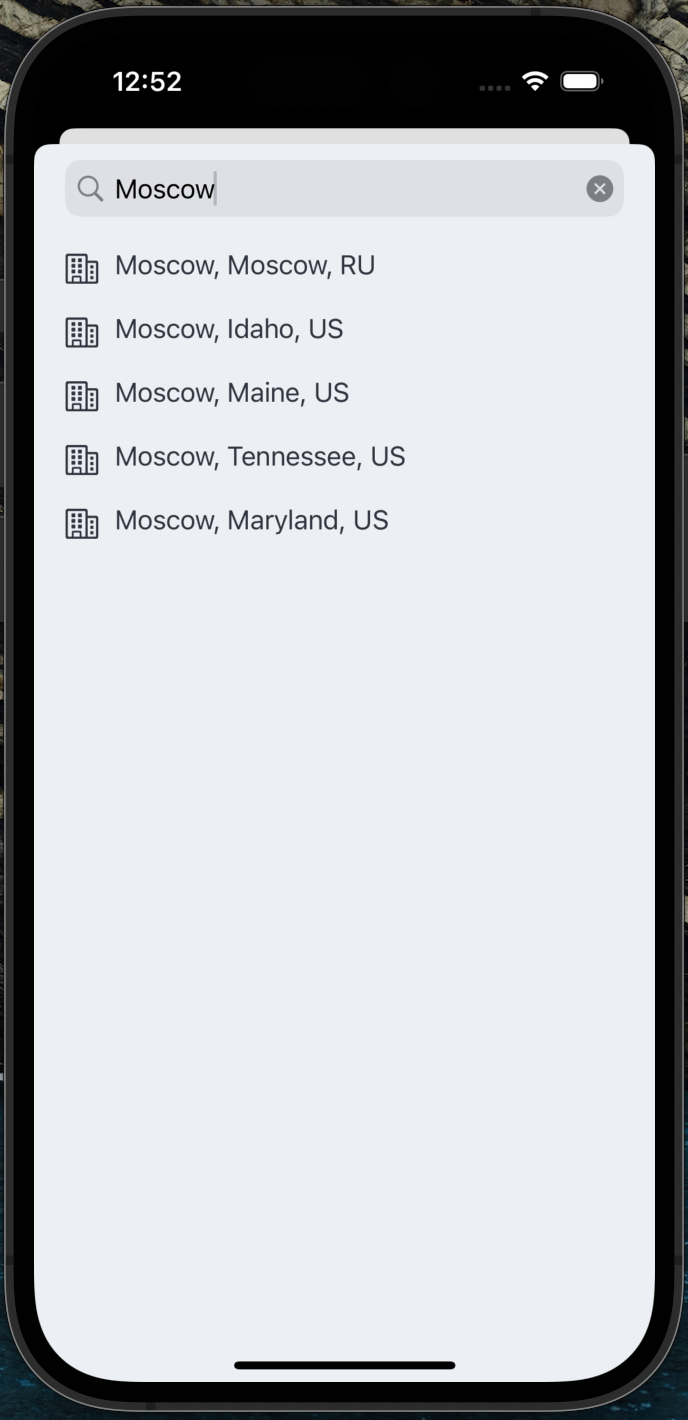 12:52
Moscow
Moscow, Moscow, RU
Moscow, Idaho, US
Moscow, Maine, US
Moscow, Tennessee, US
Moscow, Maryland, US